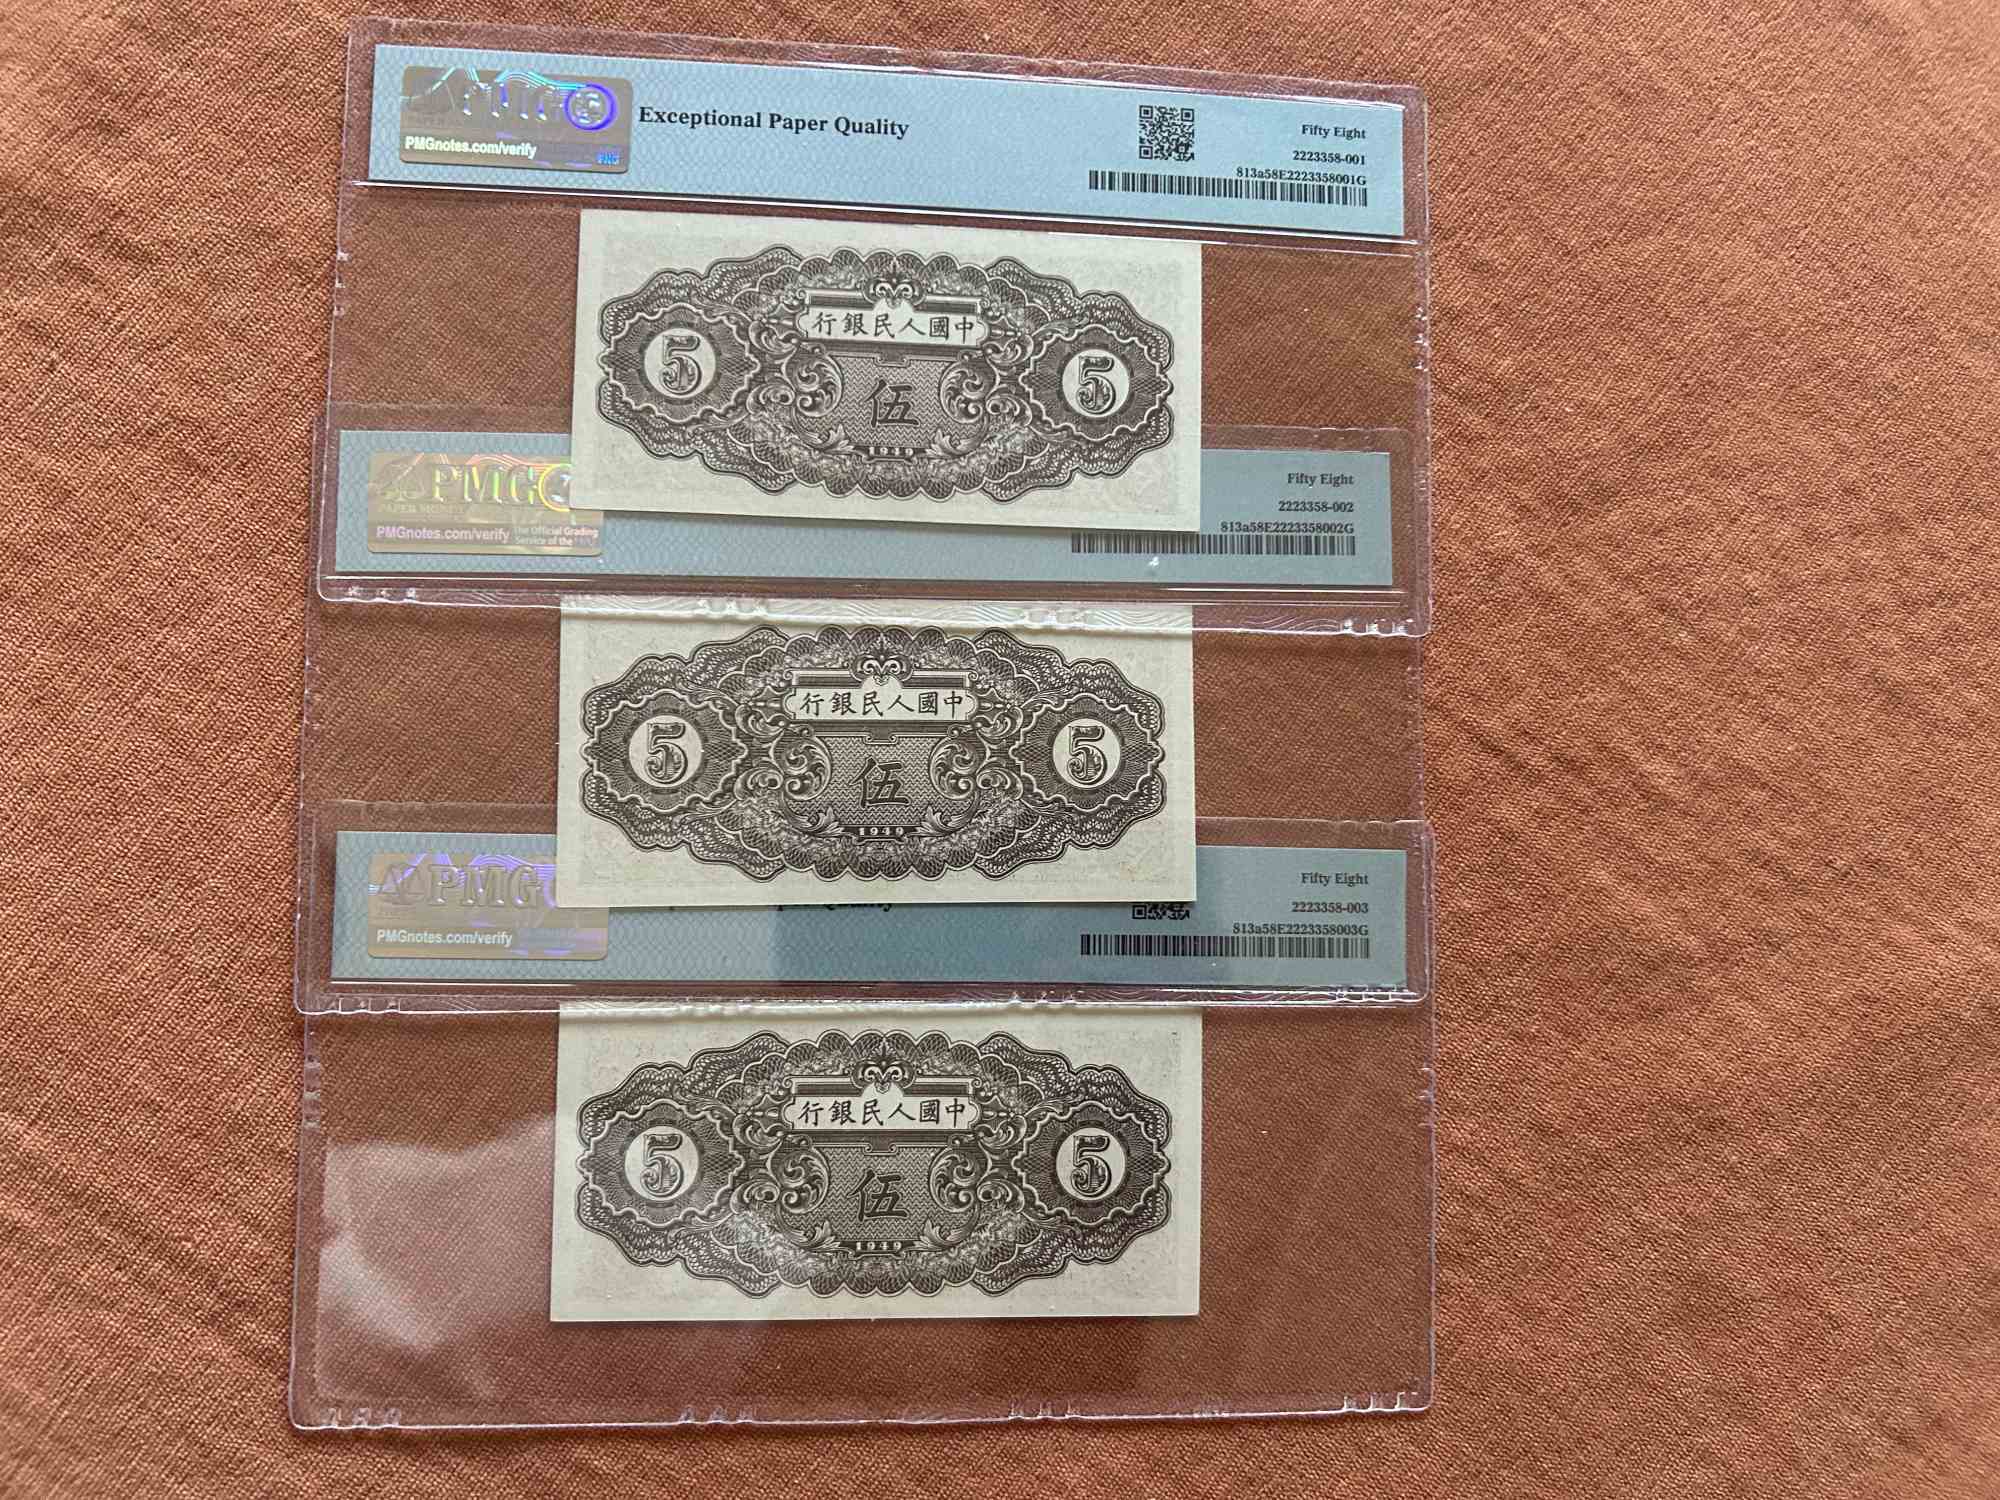 PMG
PMGnotes.com/verify
Exceptional Paper Quality
Fifty Eight
2223358-001
813a58E2223358001G
行銀民人國中
5
5
伍
1949
PMG
PAPER MONEY
PMGnotes.com/verify
The Official Grading
Service of the
Fifty Eight
2223358-002
813a58E2223358002G
行銀民人國中
5
5
伍
1949
PMG
PMGnotes.com/verify
Fifty Eight
2223358-003
813a58E2223358003G
行銀民人國中
5
5
伍
1949